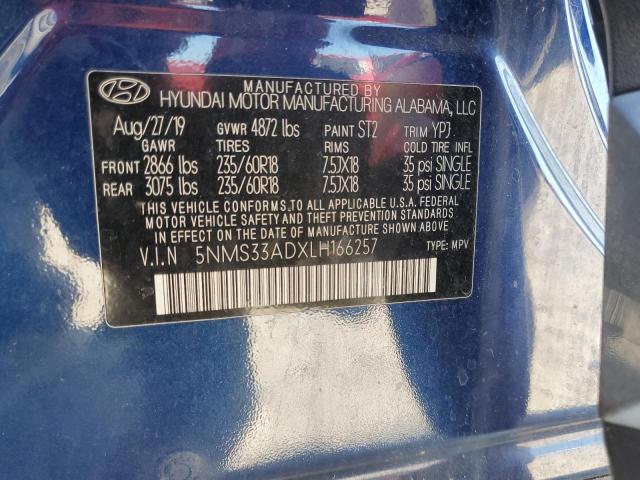 MANUFACTURED BY
HYUNDAI MOTOR MANUFACTURING ALABAMA, LLC
Aug/27/19 GVWR 4872 lbs PAINT ST2 TRIM YPJ
GAWR TIRES RIMS COLD TIRE INFL
FRONT 2866 lbs 235/60R18 7.5JX18 35 psi SINGLE
REAR 3075 lbs 235/60R18 7.5JX18 35 psi SINGLE
THIS VEHICLE CONFORMS TO ALL APPLICABLE U.S.A. FEDERAL
MOTOR VEHICLE SAFETY AND THEFT PREVENTION STANDARDS
IN EFFECT ON THE DATE OF MANUFACTURE SHOWN ABOVE.
V.I.N 5NMS33ADXLH166257 TYPE: MPV